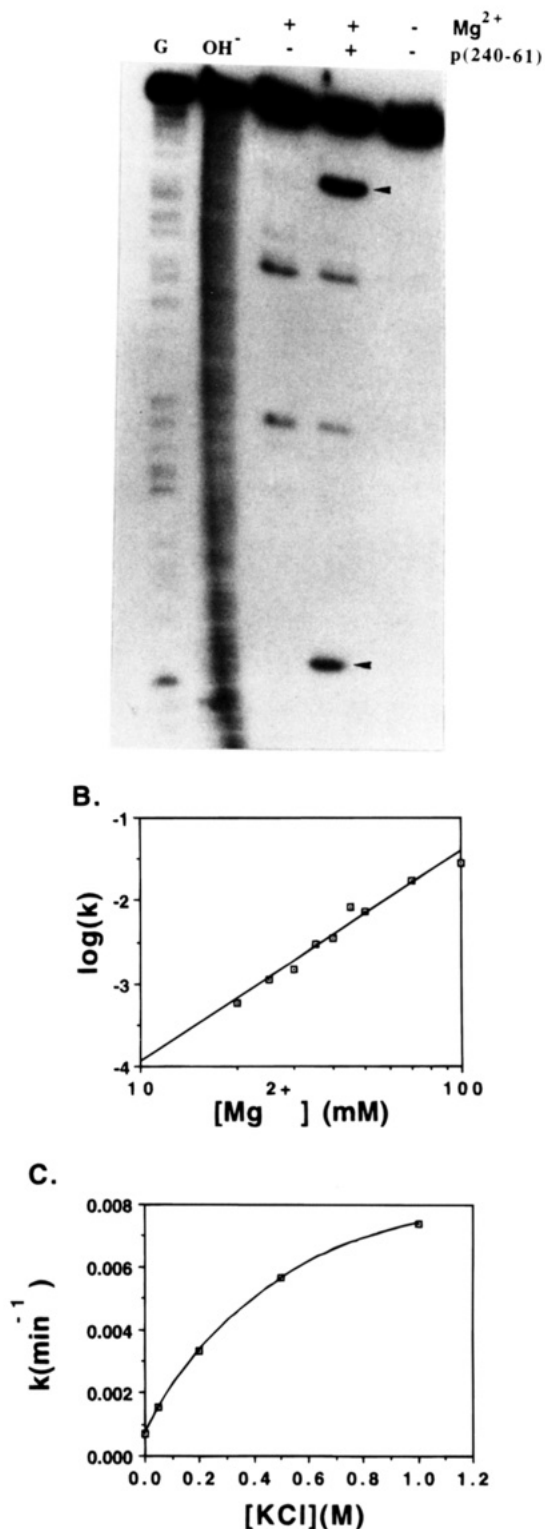 + + - Mg2+
G OH- - + - p(240-61)
B.
-1
-2
-3
-4
log(k)
10 100
2+
[Mg ] (mM)
C.
0.008
0.006
0.004
0.002
0.000
k(min-1)
0.0 0.2 0.4 0.6 0.8 1.0 1.2
[KCl](M)